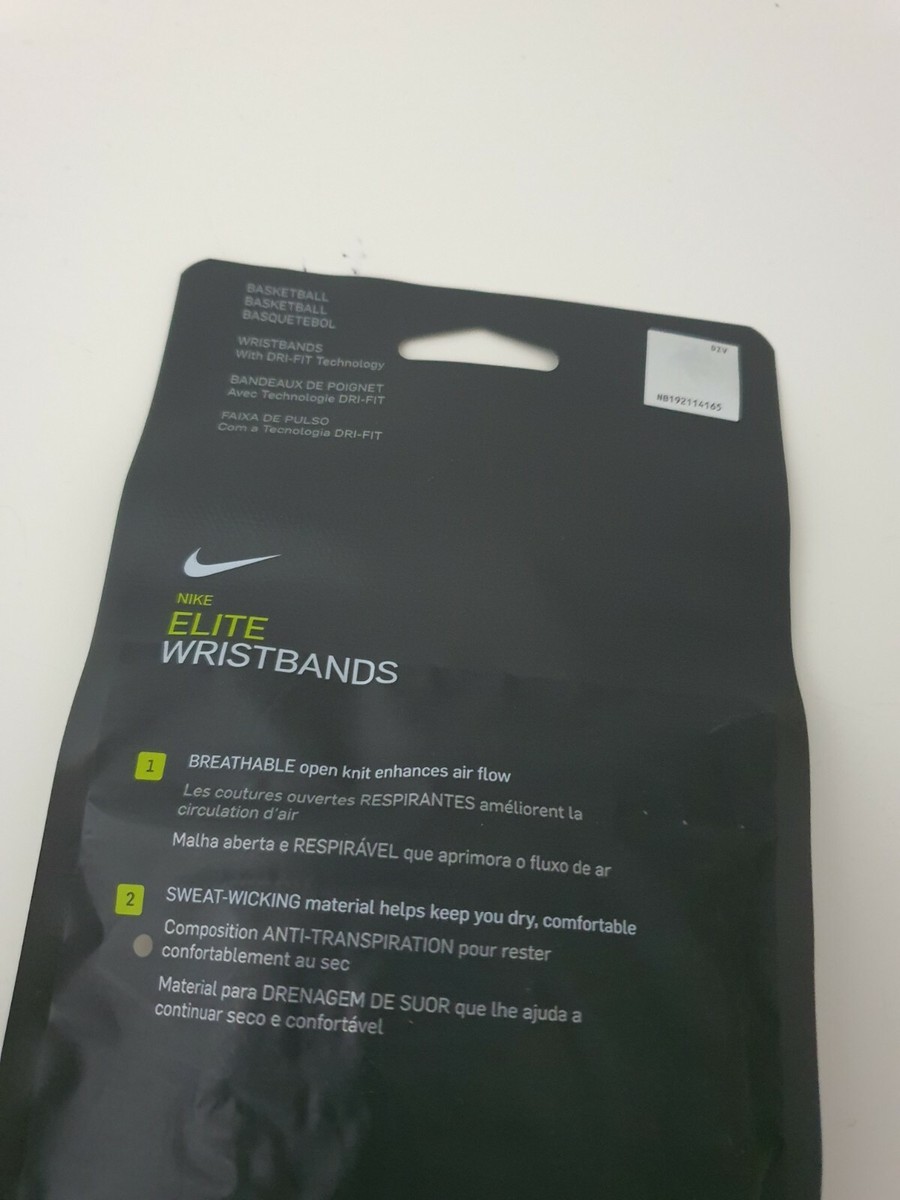 BASKETBALL
BASKETBALL
BASQUETEBOL
WRISTBANDS
With DRI-FIT Technology
BANDEAUX DE POIGNET
Avec Technologie DRI-FIT
FAIXA DE PULSO
Com a Tecnologia DRI-FIT
DIV
NB192114165
NIKE
ELITE
WRISTBANDS
1
BREATHABLE open knit enhances air flow
Les coutures ouvertes RESPIRANTES améliorent la
circulation d'air
Malha aberta e RESPIRÁVEL que aprimora o fluxo de ar
2
SWEAT-WICKING material helps keep you dry, comfortable
Composition ANTI-TRANSPIRATION pour rester
confortablement au sec
Material para DRENAGEM DE SUOR que lhe ajuda a
continuar seco e confortável